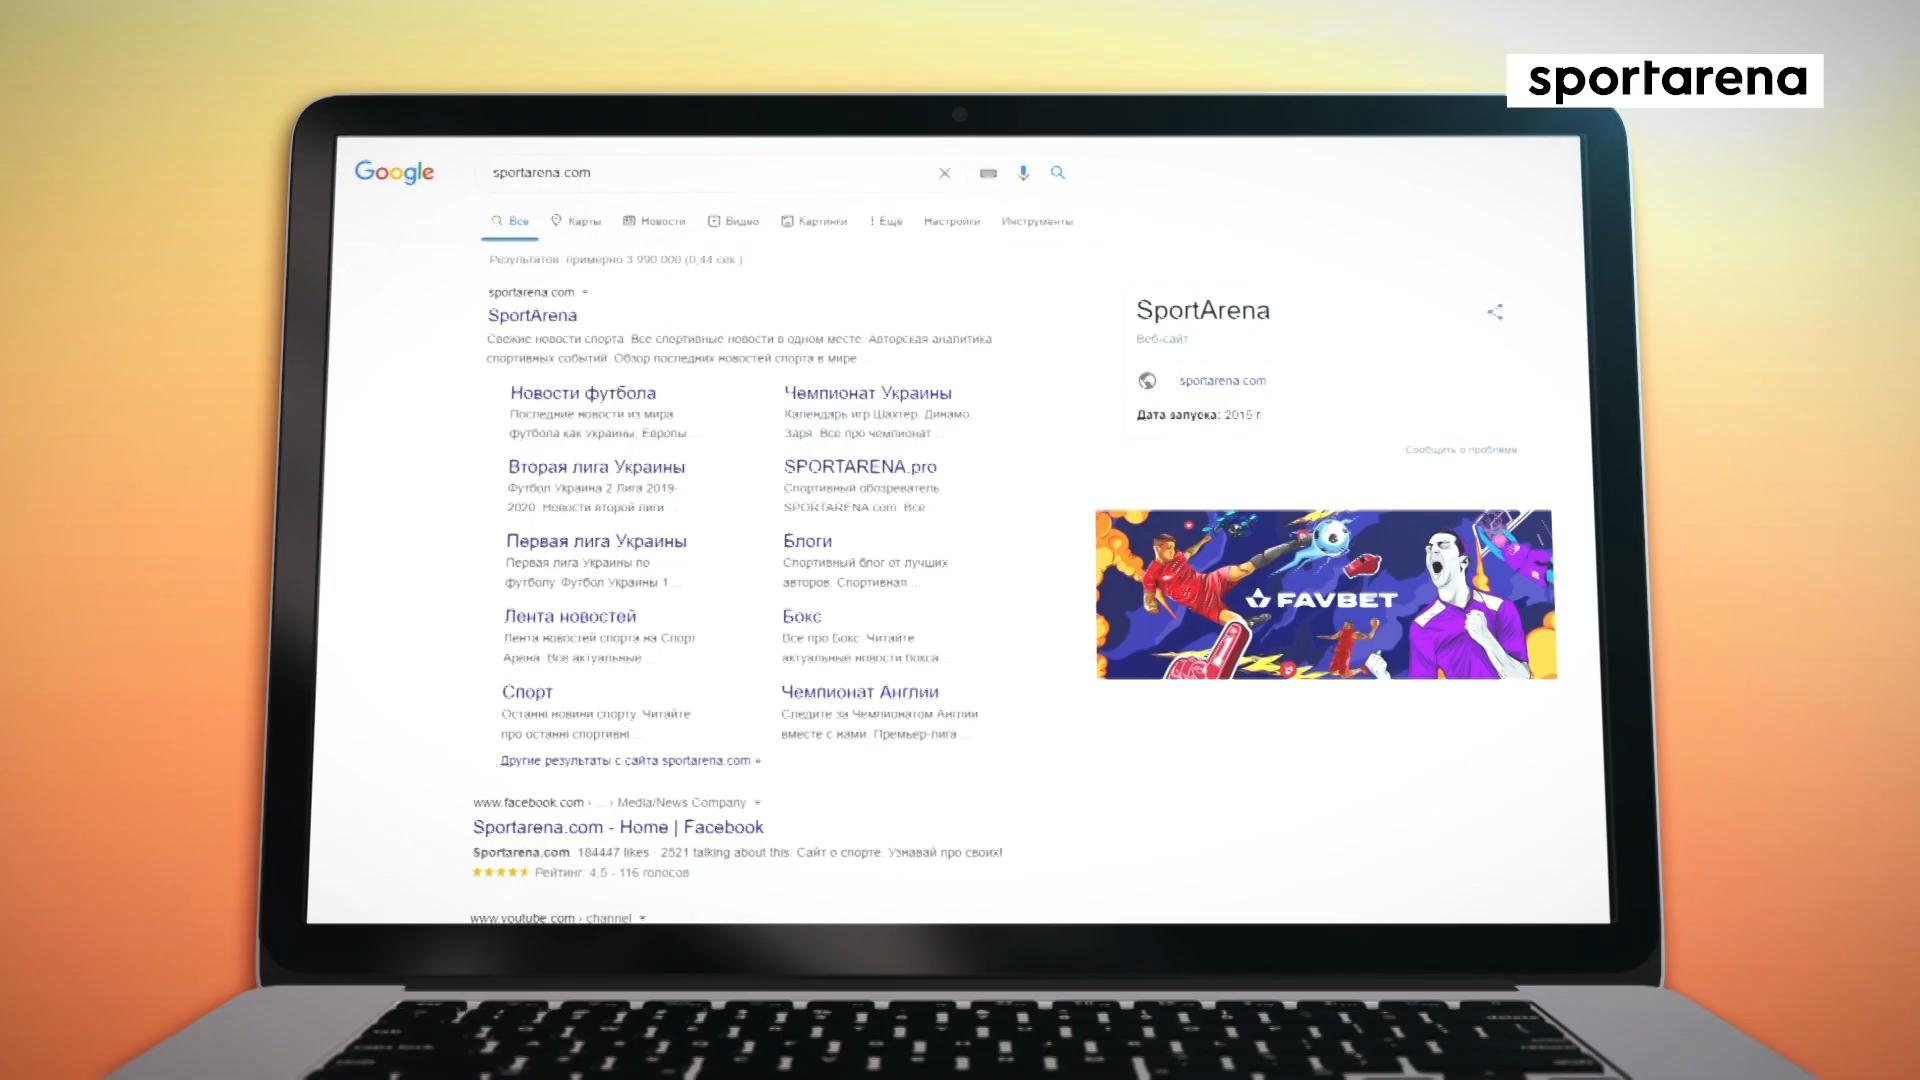 sportarena
Google
sportarena.com
Все Карты Новости Видео Картинки Ещё Настройки Инструменты
Результатов: примерно 3 990 000 (0,44 сек.)
sportarena.com
SportArena
Свежие новости спорта. Все спортивные новости в одном месте. Авторская аналитика
спортивных событий. Обзор последних новостей спорта в мире ...
Новости футбола
Последние новости из мира
футбола как Украины, Европы ...
Чемпионат Украины
Календарь игр Шахтер, Динамо,
Заря. Все про чемпионат ...
Вторая лига Украины
Футбол Украина 2 Лига 2019-
2020. Новости второй лиги ...
SPORTARENA.pro
Спортивный обозреватель
SPORTARENA.com. Все ...
Первая лига Украины
Первая лига Украины по
футболу. Футбол Украины 1 ...
Блоги
Спортивный блог от лучших
авторов. Спортивная ...
Лента новостей
Лента новостей спорта на Спорт
Арена. Все актуальные ...
Бокс
Все про Бокс. Читайте
актуальные новости бокса ...
Спорт
Останні новини спорту. Читайте
про останні спортивні ...
Чемпионат Англии
Следите за Чемпионатом Англии
вместе с нами. Премьер-лига ...
Другие результаты с сайта sportarena.com »
www.facebook.com › ... › Media/News Company
Sportarena.com - Home | Facebook
Sportarena.com. 184447 likes · 2521 talking about this. Сайт о спорте. Узнавай про своих!
Рейтинг: 4,5 - 116 голосов
www.youtube.com › channel
SportArena
Веб-сайт
sportarena.com
Дата запуска: 2015 г.
Сообщить о проблеме
FAVBET